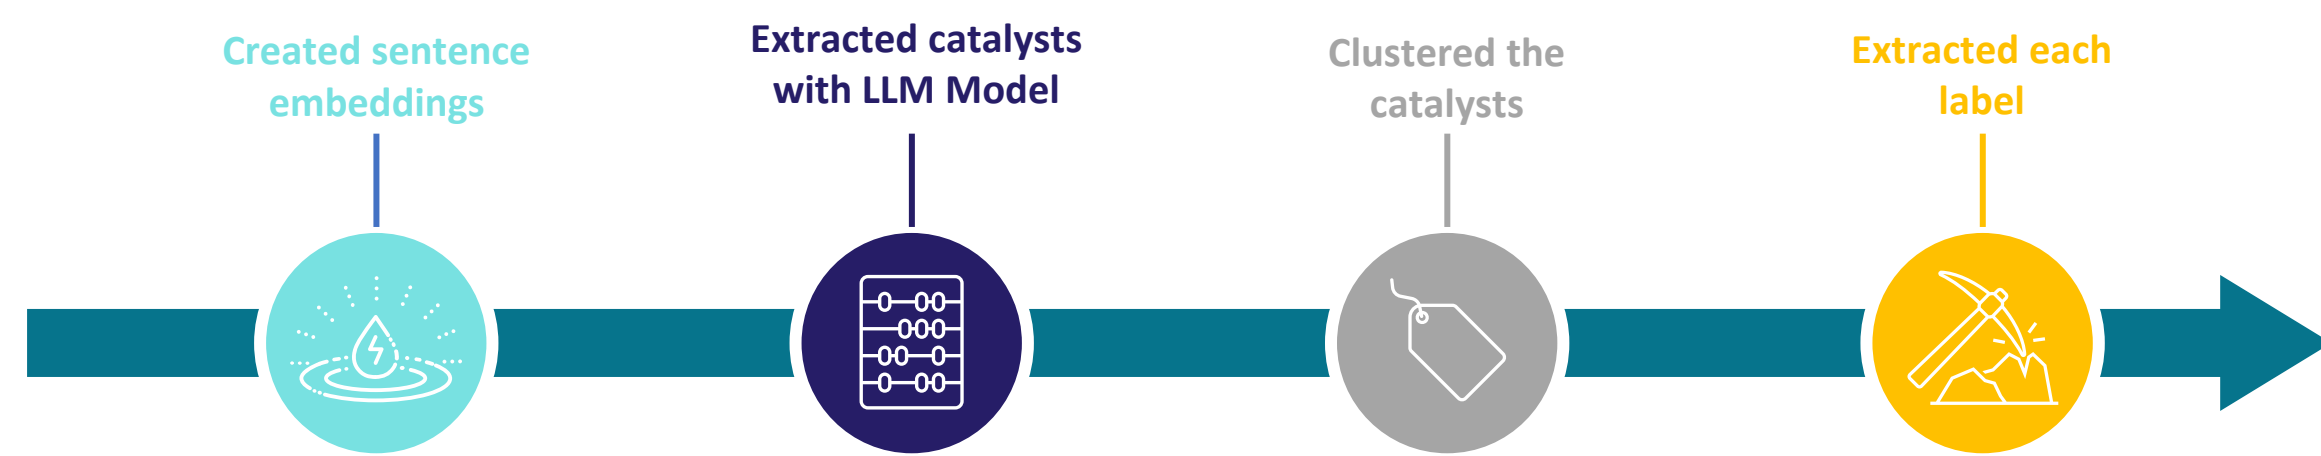 Created sentence
embeddings
Extracted catalysts
with LLM Model
Clustered the
catalysts
Extracted each
label